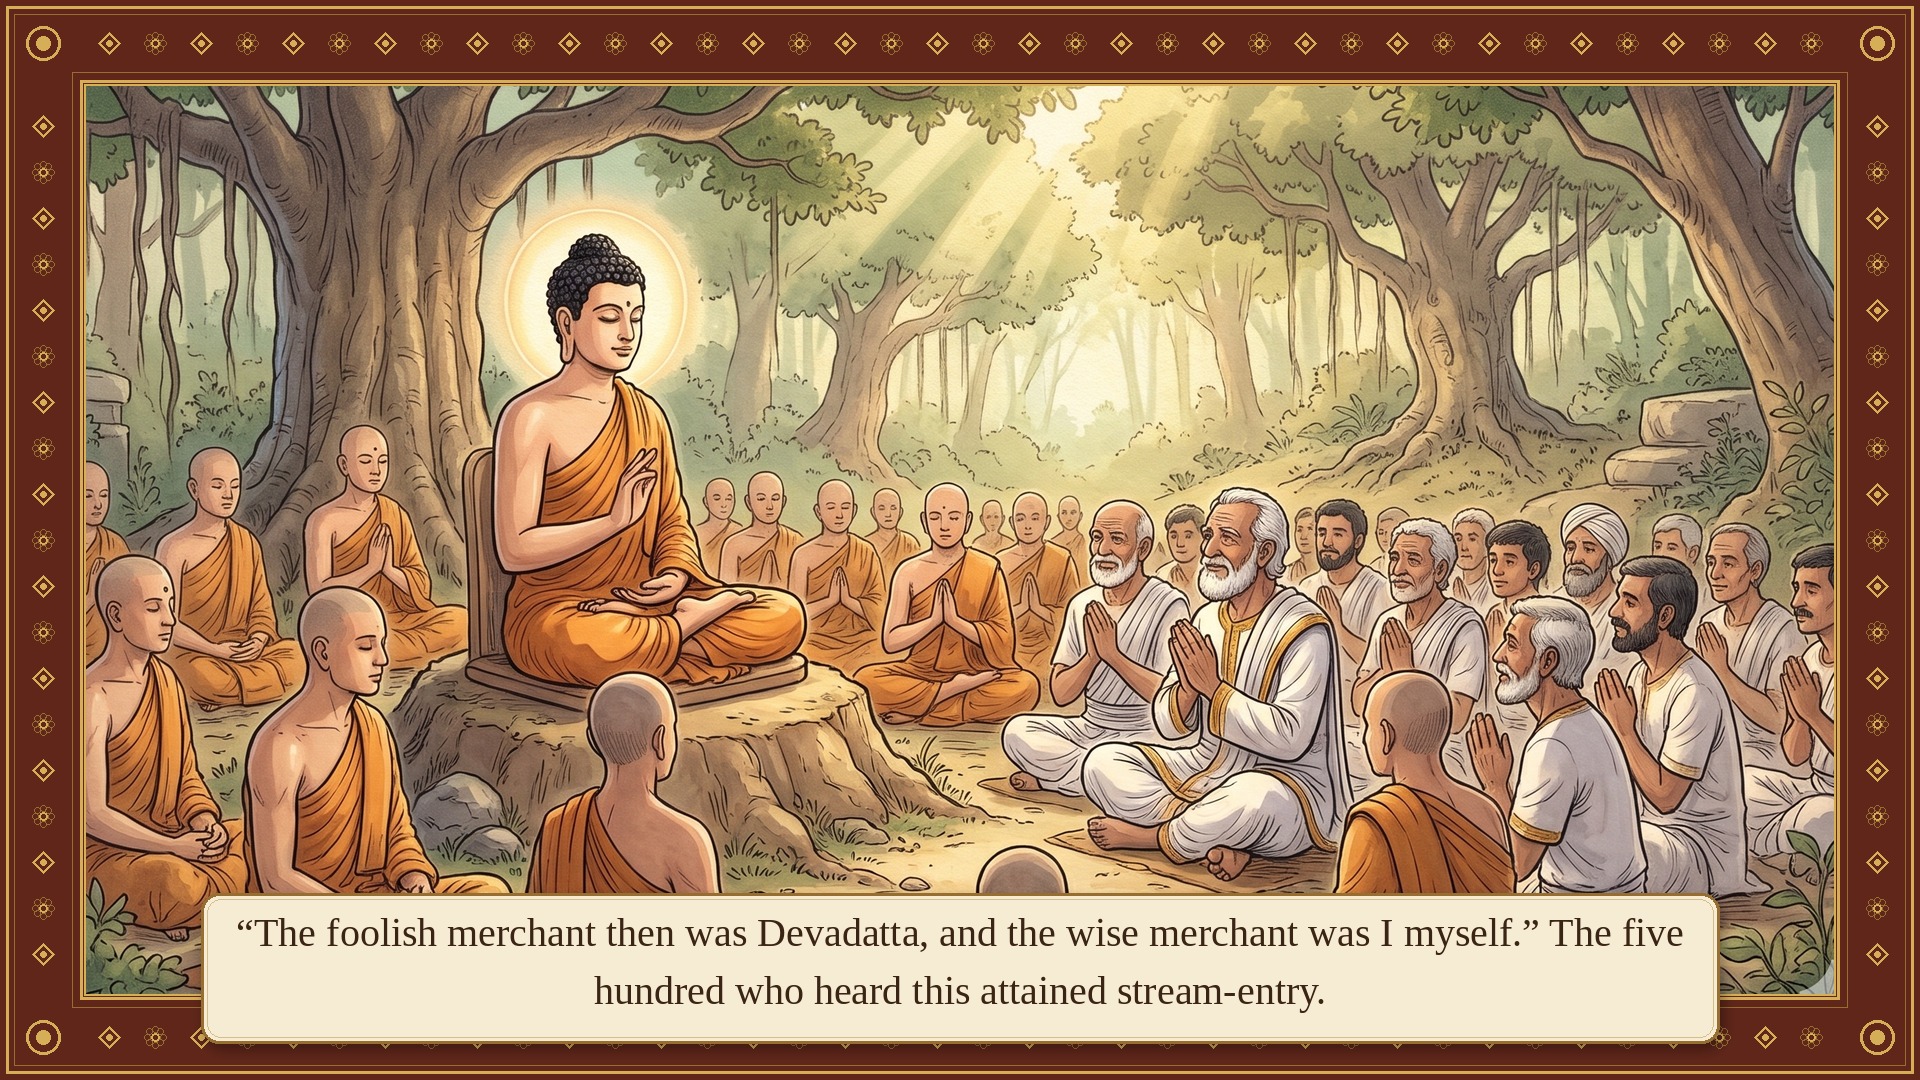 “The foolish merchant then was Devadatta, and the wise merchant was I myself.” The five
hundred who heard this attained stream-entry.